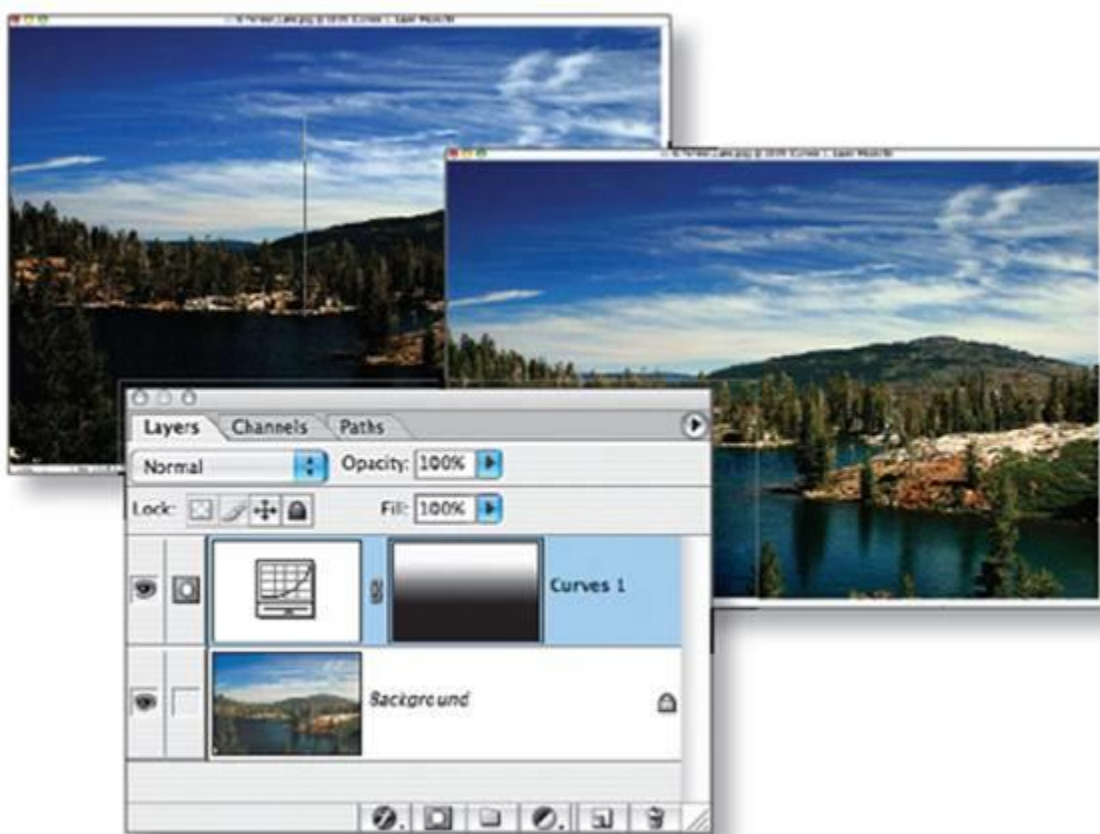 Layers Channels Paths
Normal Opacity: 100%
Lock: Fill: 100%
Curves 1
Background